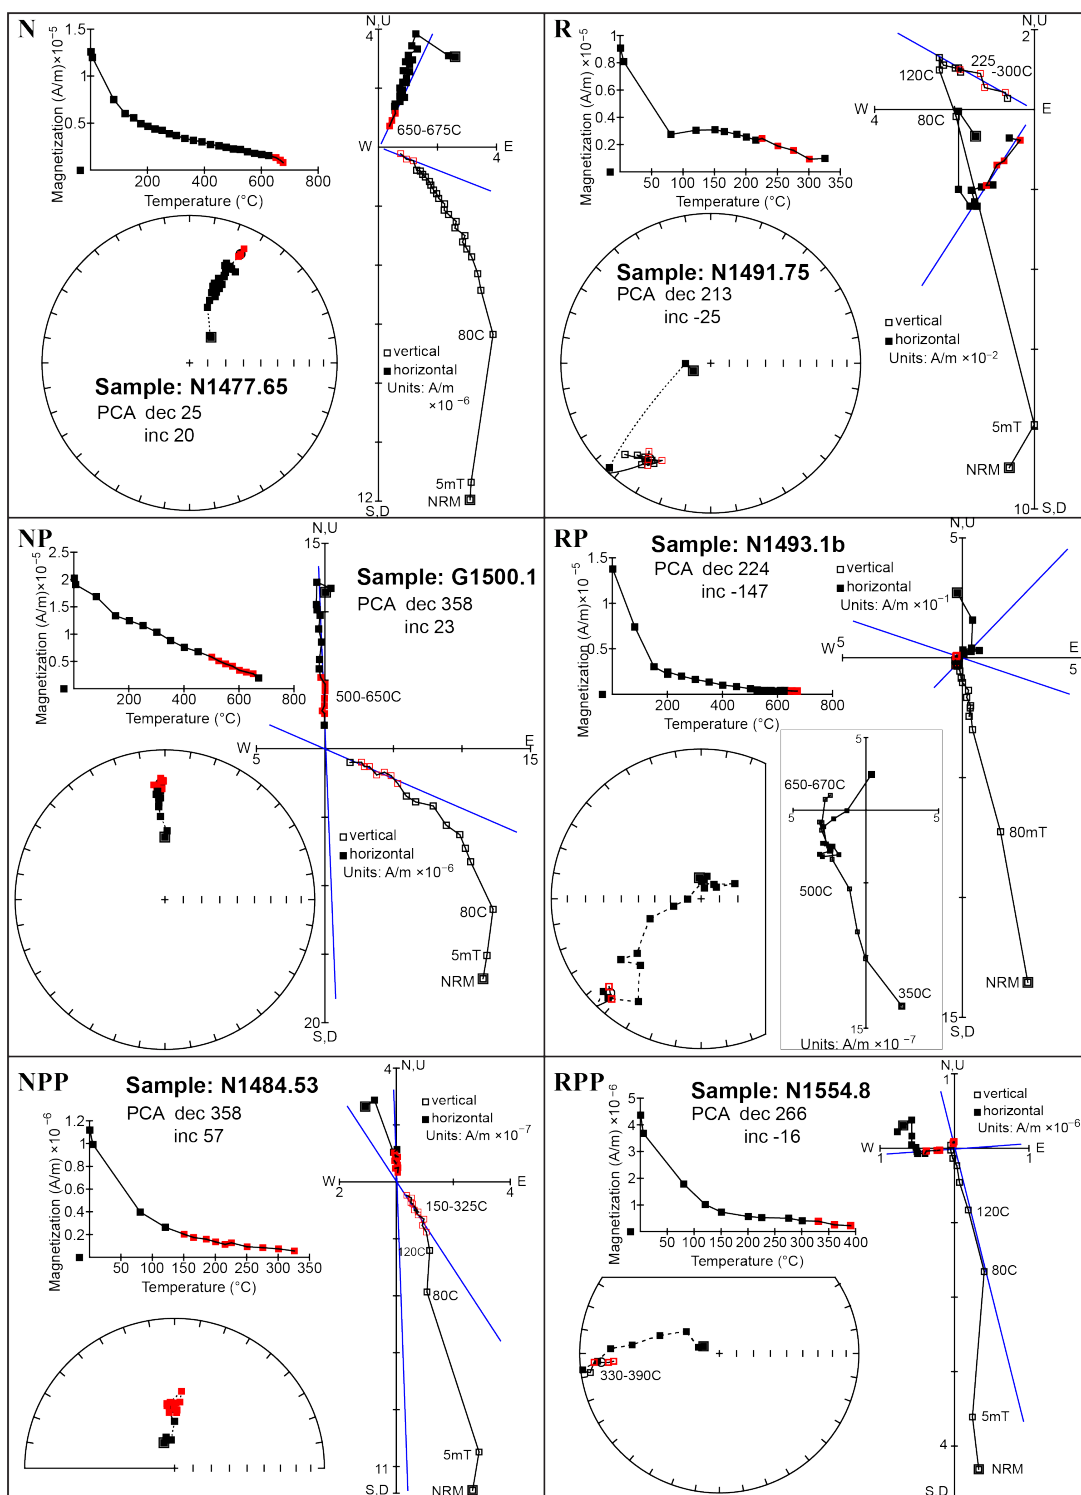 N
Magnetization (A/m)×10⁻⁵
1.5
1
0.5
200 400 600 800
Temperature (°C)
N,U
4
650-675C
W
E
4
80C
vertical
horizontal
Units: A/m
×10⁻⁶
5mT
NRM
12
S,D
Sample: N1477.65
PCA dec 25
inc 20
R
Magnetization (A/m) ×10⁻⁵
1
0.8
0.6
0.4
0.2
50 100 150 200 250 300 350
Temperature (°C)
N,U
2
225
-300C
120C
W
4
80C
E
Sample: N1491.75
PCA dec 213
inc -25
vertical
horizontal
Units: A/m ×10⁻²
5mT
NRM
10
S,D
NP
Magnetization (A/m)×10⁻⁵
2.5
2
1.5
1
0.5
200 400 600 800
Temperature (°C)
N,U
15
Sample: G1500.1
PCA dec 358
inc 23
500-650C
W
5
E
15
vertical
horizontal
Units: A/m ×10⁻⁶
80C
5mT
NRM
20
S,D
RP
Magnetization (A/m)×10⁻⁵
1.5
1
0.5
200 400 600 800
Temperature (°C)
Sample: N1493.1b
PCA dec 224
inc -147
N,U
5
vertical
horizontal
Units: A/m ×10⁻¹
W 5
E
5
80mT
NRM
15
S,D
5
650-670C
5
5
500C
350C
15
Units: A/m ×10⁻⁷
NPP
Magnetization (A/m) ×10⁻⁶
1.2
1
0.8
0.6
0.4
0.2
50 100 150 200 250 300 350
Temperature (°C)
Sample: N1484.53
PCA dec 358
inc 57
N,U
4
vertical
horizontal
Units: A/m ×10⁻⁷
W
2
E
4
150-325C
120C
80C
5mT
11
NRM
S,D
RPP
Magnetization (A/m) ×10⁻⁶
5
4
3
2
1
50 100 150 200 250 300 350 400
Temperature (°C)
Sample: N1554.8
PCA dec 266
inc -16
N,U
1
vertical
horizontal
Units: A/m ×10⁻⁶
W
1
E
1
120C
80C
330-390C
5mT
4
NRM
S,D